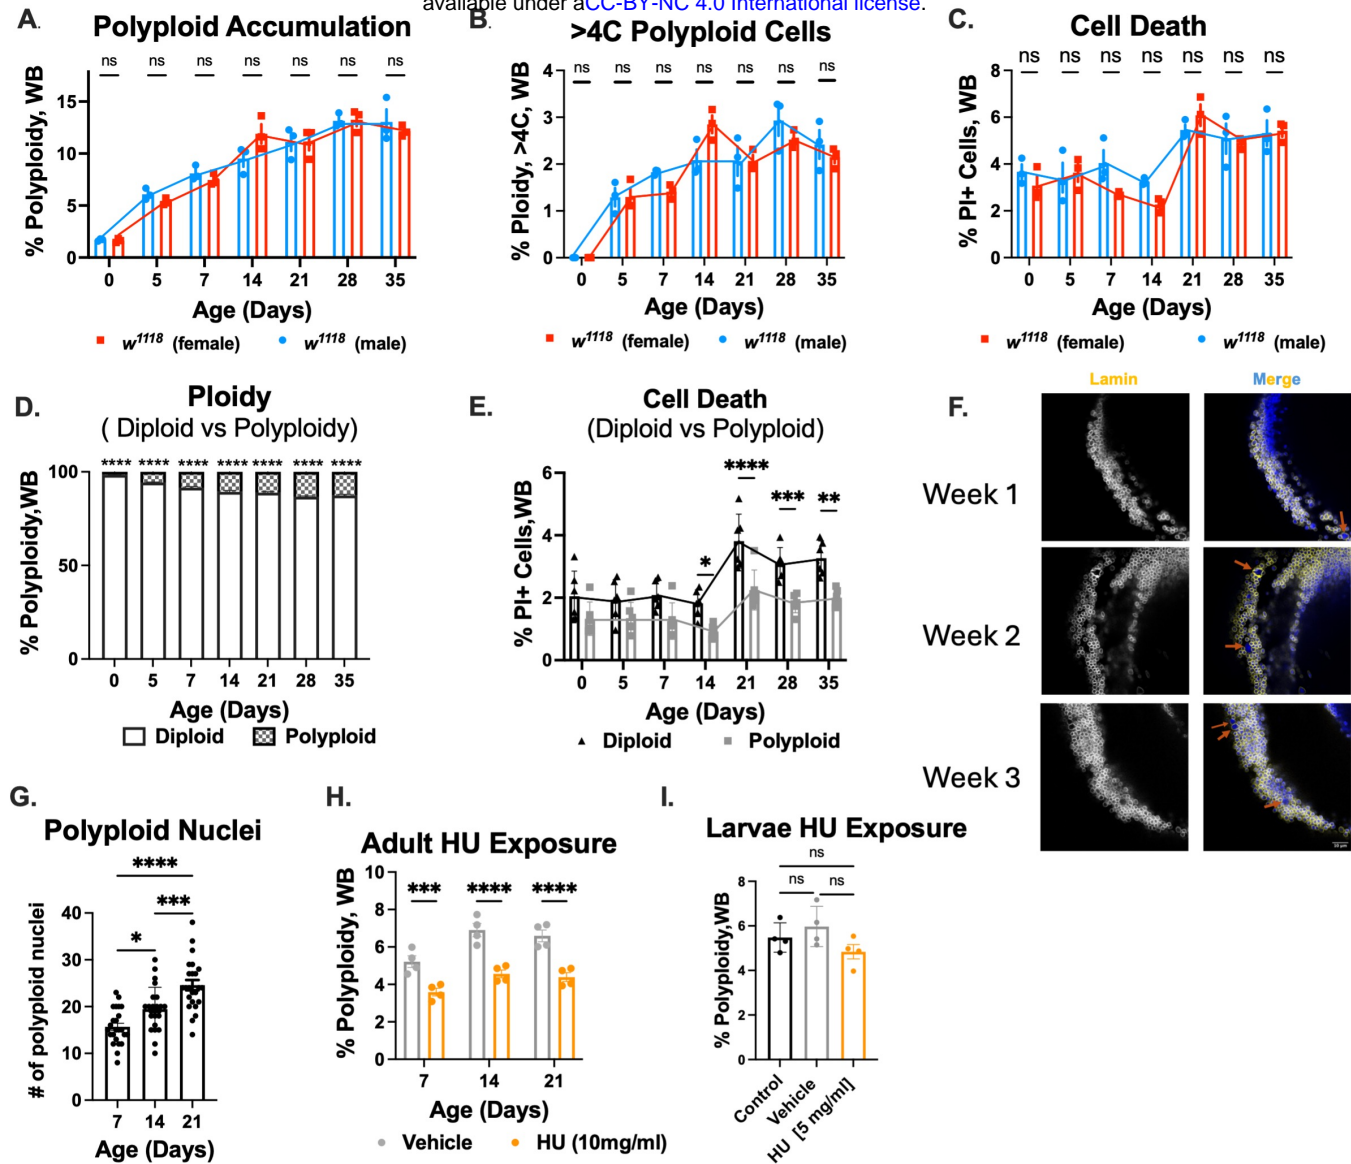 available under aCC-BY-NC 4.0 International license.
A.
Polyploid Accumulation
ns ns ns ns ns ns ns
% Polyploidy, WB
15
10
5
0
0 5 7 14 21 28 35
Age (Days)
w1118 (female) w1118 (male)
B.
>4C Polyploid Cells
ns ns ns ns ns ns ns
% Ploidy, >4C, WB
4
3
2
1
0
0 5 7 14 21 28 35
Age (Days)
w1118 (female) w1118 (male)
C.
Cell Death
ns ns ns ns ns ns ns
% PI+ Cells, WB
8
6
4
2
0
0 5 7 14 21 28 35
Age (Days)
w1118 (female) w1118 (male)
D.
Ploidy
( Diploid vs Polyploidy)
**** **** **** **** **** **** ****
% Polyploidy,WB
100
50
0
0 5 7 14 21 28 35
Age (Days)
Diploid Polyploid
E.
Cell Death
(Diploid vs Polyploid)
* **** *** **
% PI+ Cells,WB
6
4
2
0
0 5 7 14 21 28 35
Age (Days)
Diploid Polyploid
F.
Lamin Merge
Week 1
Week 2
Week 3
G.
Polyploid Nuclei
****
***
*
# of polyploid nuclei
40
30
20
10
0
7 14 21
Age (Days)
H.
Adult HU Exposure
*** **** ****
% Polyploidy, WB
10
8
6
4
2
0
7 14 21
Age (Days)
Vehicle HU (10mg/ml)
I.
Larvae HU Exposure
ns
ns ns
% Polyploidy,WB
8
6
4
2
0
Control
Vehicle
HU [5 mg/ml]